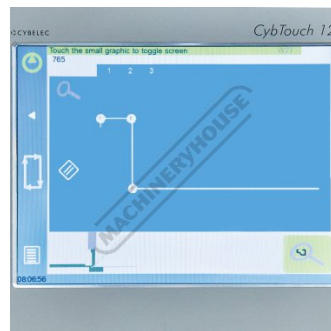 CYBELEC CybTouch 12
Touch the small graphic to toggle screen
765
1 2 3
MACHINERYHOUSE
08:06:56